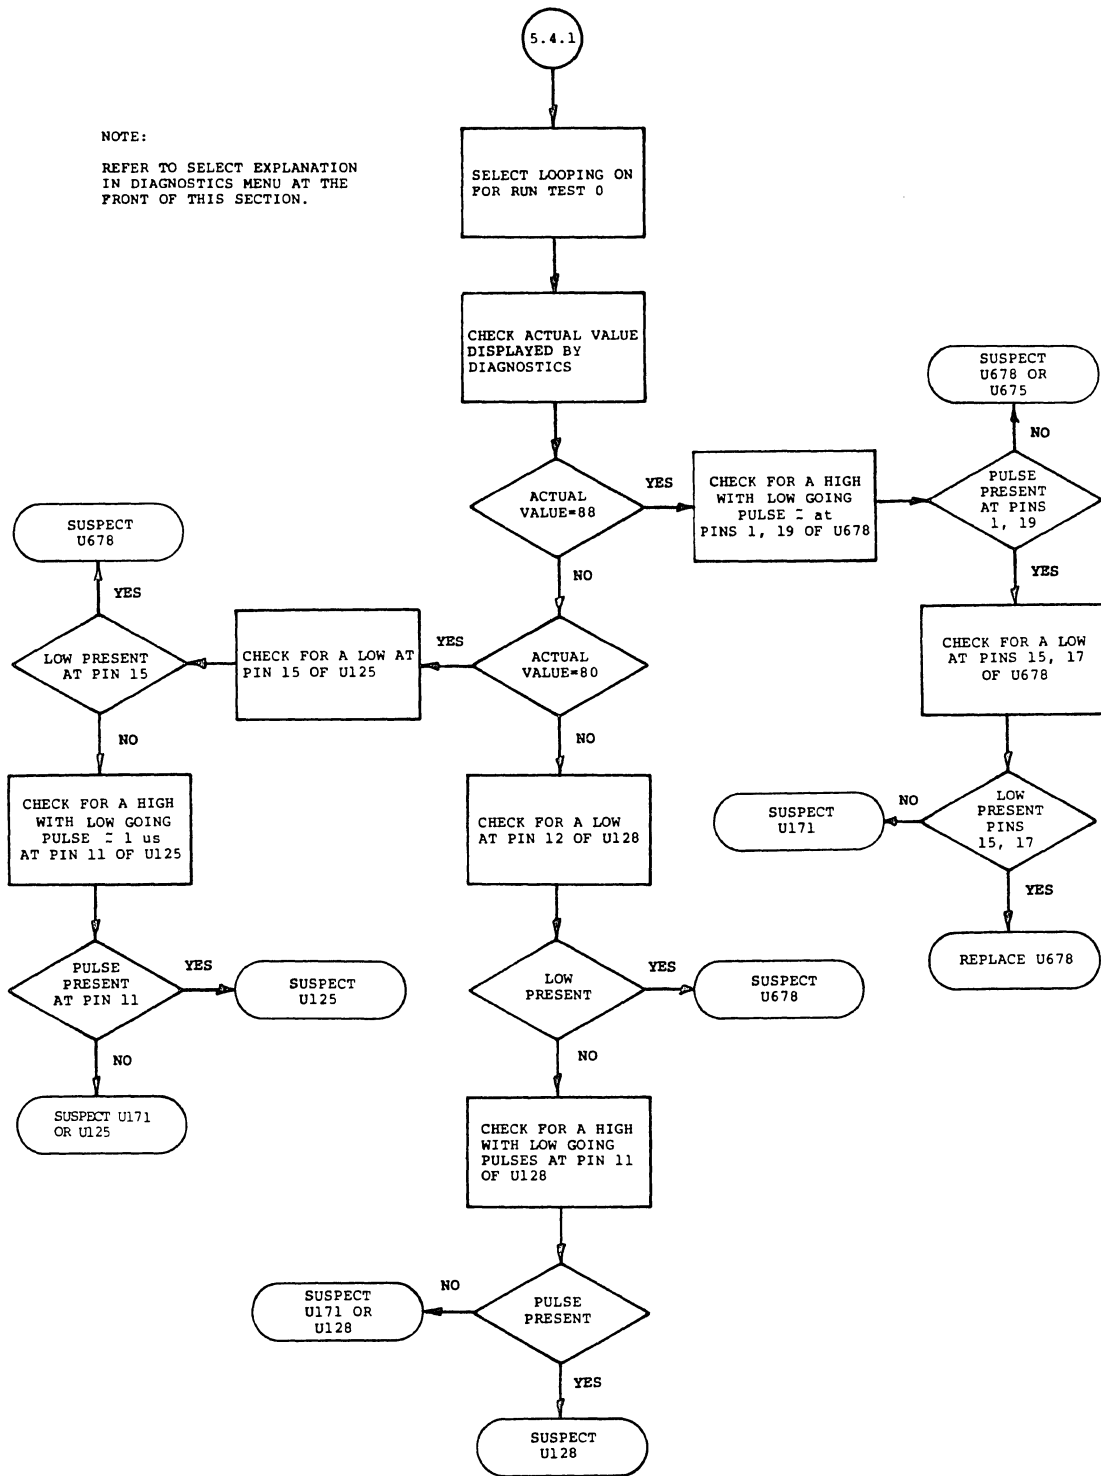 5.4.1
NOTE:
REFER TO SELECT EXPLANATION
IN DIAGNOSTICS MENU AT THE
FRONT OF THIS SECTION.
SELECT LOOPING ON
FOR RUN TEST 0
CHECK ACTUAL VALUE
DISPLAYED BY
DIAGNOSTICS
ACTUAL
VALUE=88
YES
CHECK FOR A HIGH
WITH LOW GOING
PULSE ~ at
PINS 1, 19 OF U678
PULSE
PRESENT
AT PINS
1, 19
NO
SUSPECT
U678 OR
U675
YES
CHECK FOR A LOW
AT PINS 15, 17
OF U678
LOW
PRESENT
PINS
15, 17
NO
SUSPECT
U171
YES
REPLACE U678
NO
ACTUAL
VALUE=80
YES
CHECK FOR A LOW AT
PIN 15 OF U125
LOW PRESENT
AT PIN 15
YES
SUSPECT
U678
NO
CHECK FOR A HIGH
WITH LOW GOING
PULSE ~ 1 us
AT PIN 11 OF U125
PULSE
PRESENT
AT PIN 11
YES
SUSPECT
U125
NO
SUSPECT U171
OR U125
NO
CHECK FOR A LOW
AT PIN 12 OF U128
LOW
PRESENT
YES
SUSPECT
U678
NO
CHECK FOR A HIGH
WITH LOW GOING
PULSES AT PIN 11
OF U128
PULSE
PRESENT
NO
SUSPECT
U171 OR
U128
YES
SUSPECT
U128